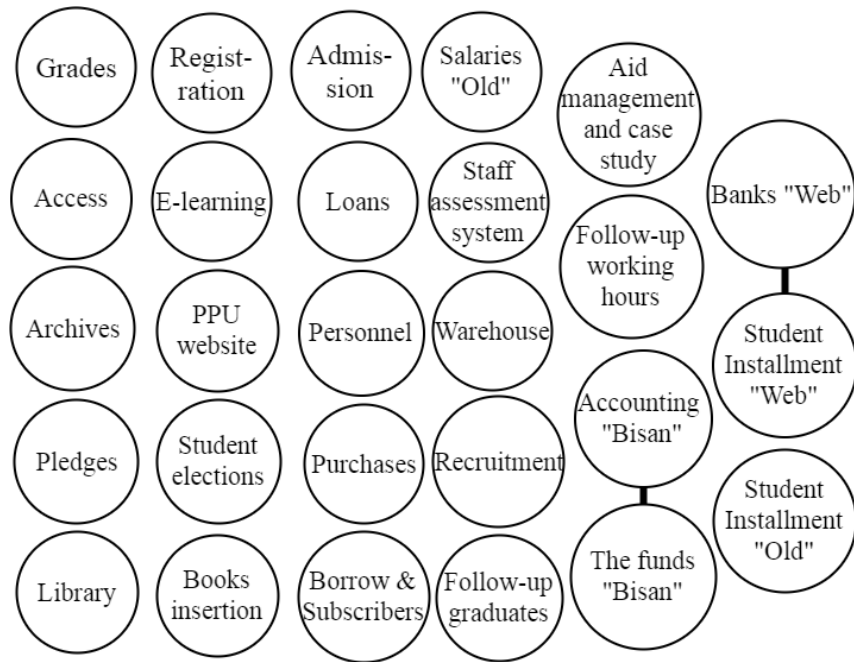 Grades
Regist-
ration
Admis-
sion
Salaries
"Old"
Aid
management
and case
study
Banks "Web"
Access
E-learning
Loans
Staff
assessment
system
Follow-up
working
hours
Archives
PPU
website
Personnel
Warehouse
Student
Installment
"Web"
Accounting
"Bisan"
Pledges
Student
elections
Purchases
Recruitment
Student
Installment
"Old"
Library
Books
insertion
Borrow &
Subscribers
Follow-up
graduates
The funds
"Bisan"